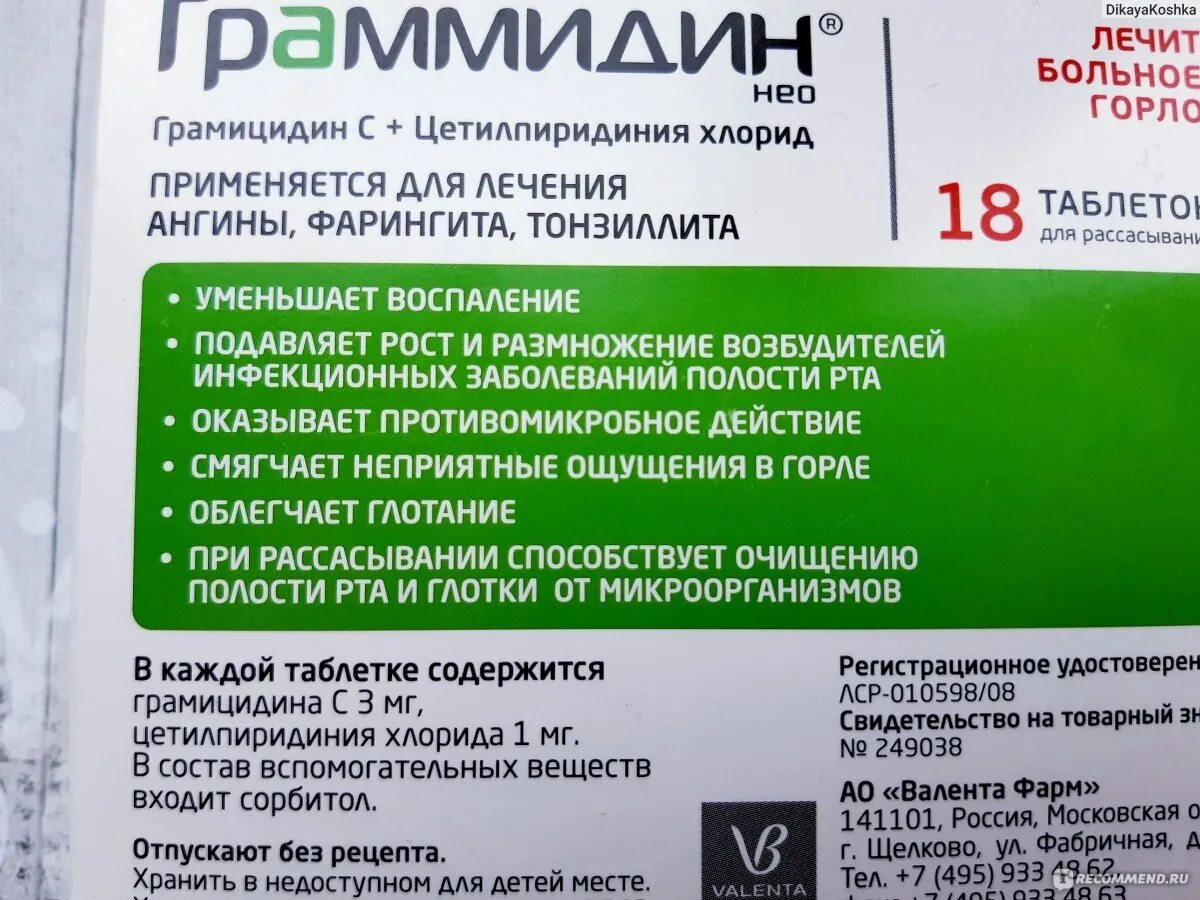 DikayaKoshka
Граммидин®
нео
Грамицидин С + Цетилпиридиния хлорид
ПРИМЕНЯЕТСЯ ДЛЯ ЛЕЧЕНИЯ
АНГИНЫ, ФАРИНГИТА, ТОНЗИЛЛИТА
ЛЕЧИТ
БОЛЬНОЕ
ГОРЛО
18 ТАБЛЕТОК
для рассасывани
• УМЕНЬШАЕТ ВОСПАЛЕНИЕ
• ПОДАВЛЯЕТ РОСТ И РАЗМНОЖЕНИЕ ВОЗБУДИТЕЛЕЙ
ИНФЕКЦИОННЫХ ЗАБОЛЕВАНИЙ ПОЛОСТИ РТА
• ОКАЗЫВАЕТ ПРОТИВОМИКРОБНОЕ ДЕЙСТВИЕ
• СМЯГЧАЕТ НЕПРИЯТНЫЕ ОЩУЩЕНИЯ В ГОРЛЕ
• ОБЛЕГЧАЕТ ГЛОТАНИЕ
• ПРИ РАССАСЫВАНИИ СПОСОБСТВУЕТ ОЧИЩЕНИЮ
ПОЛОСТИ РТА И ГЛОТКИ ОТ МИКРООРГАНИЗМОВ
В каждой таблетке содержится
грамицидина С 3 мг,
цетилпиридиния хлорида 1 мг.
В состав вспомогательных веществ
входит сорбитол.
Отпускают без рецепта.
Хранить в недоступном для детей месте.
VALENTA
Регистрационное удостоверен
ЛСР-010598/08
Свидетельство на товарный зн
№ 249038
АО «Валента Фарм»
141101, Россия, Московская о
г. Щелково, ул. Фабричная, д
Тел. +7 (495) 933 48 62
+7 (495) 933 48 63
RECOMMEND.RU